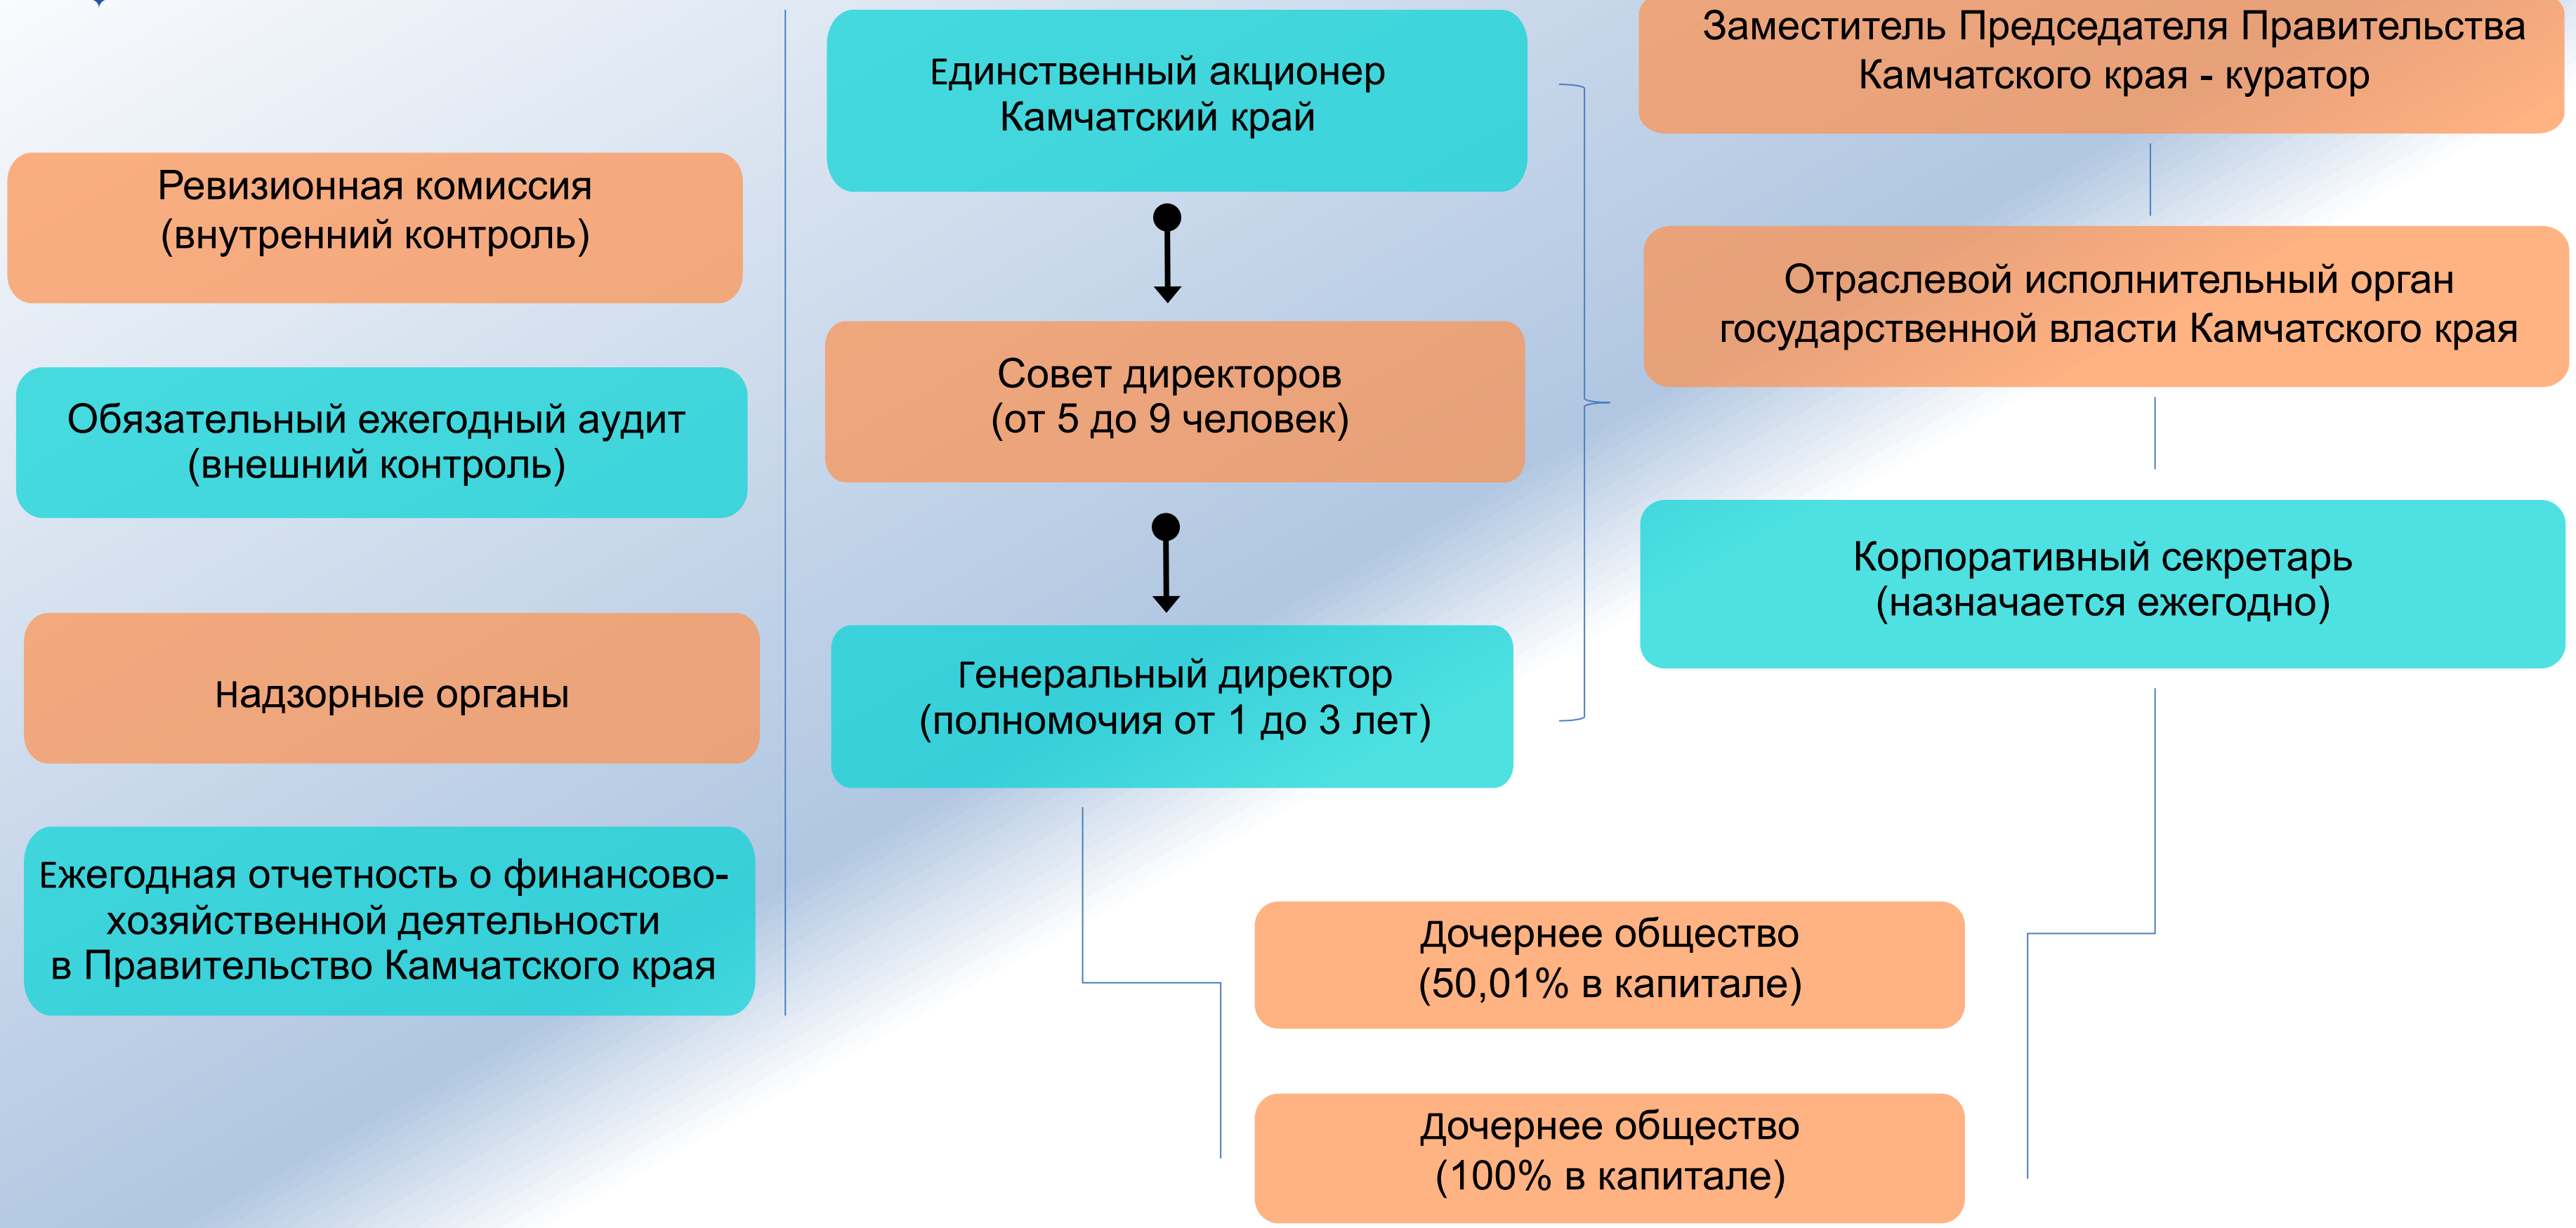 Ревизионная комиссия
(внутренний контроль)
Обязательный ежегодный аудит
(внешний контроль)
Надзорные органы
Ежегодная отчетность о финансово-
хозяйственной деятельности
в Правительство Камчатского края
Единственный акционер
Камчатский край
Совет директоров
(от 5 до 9 человек)
Генеральный директор
(полномочия от 1 до 3 лет)
Заместитель Председателя Правительства
Камчатского края - куратор
Отраслевой исполнительный орган
государственной власти Камчатского края
Корпоративный секретарь
(назначается ежегодно)
Дочернее общество
(50,01% в капитале)
Дочернее общество
(100% в капитале)